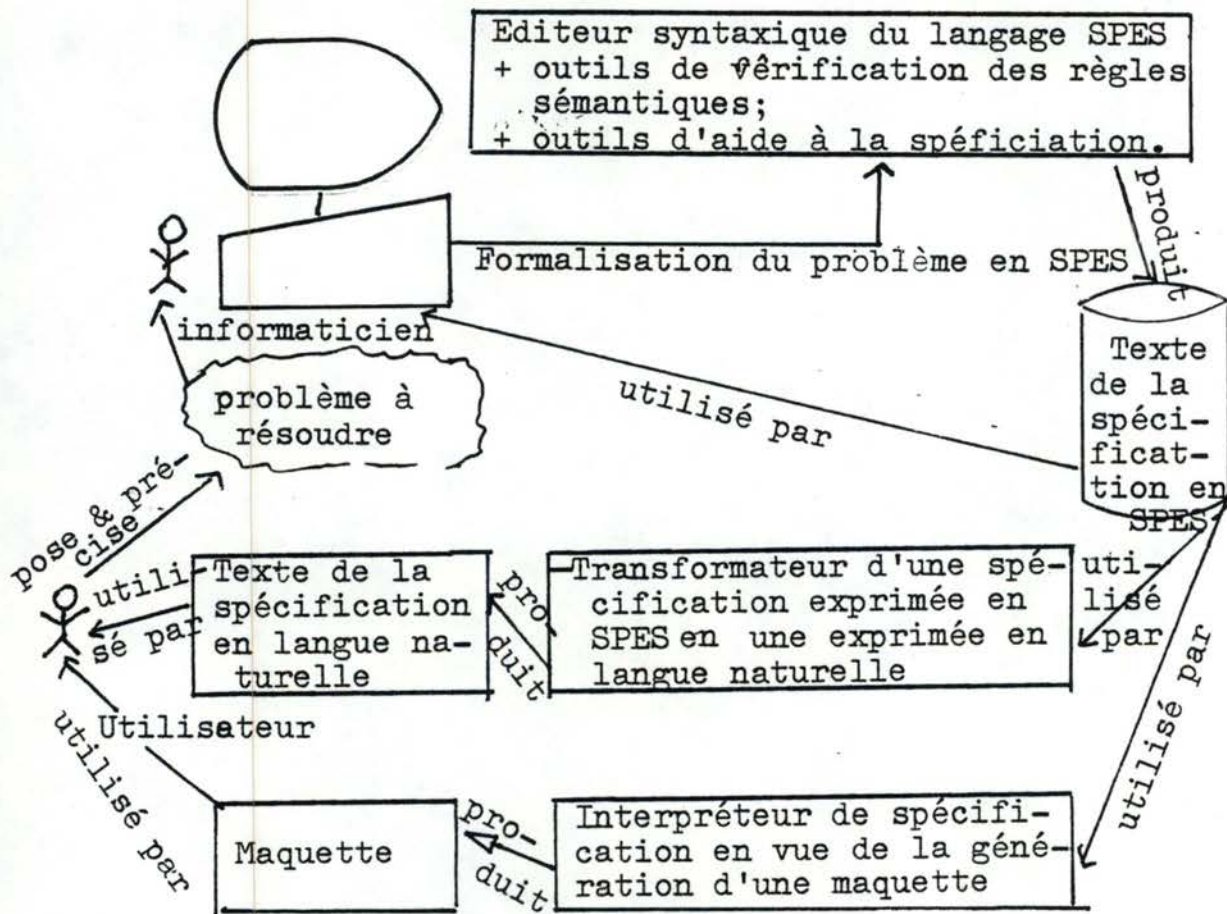 Editeur syntaxique du langage SPES
+ outils de vêrification des règles
sémantiques;
+ outils d'aide à la spéficiation.
produit
Formalisation du problème en SPES
informaticien
problème à
résoudre
utilisé par
Texte
de la
spéci-
ficat-
tion en
SPES
pose & pré-
cise
utili-
sé par
Texte de la
spécification
en langue na-
turelle
pro
duit
Transformateur d'une spé-
cification exprimée en
SPES en une exprimée en
langue naturelle
uti-
lisé
par
Utilisateur
utilisé par
Maquette
pro-
duit
Interpréteur de spécifi-
cation en vue de la géné-
ration d'une maquette
utilisé par